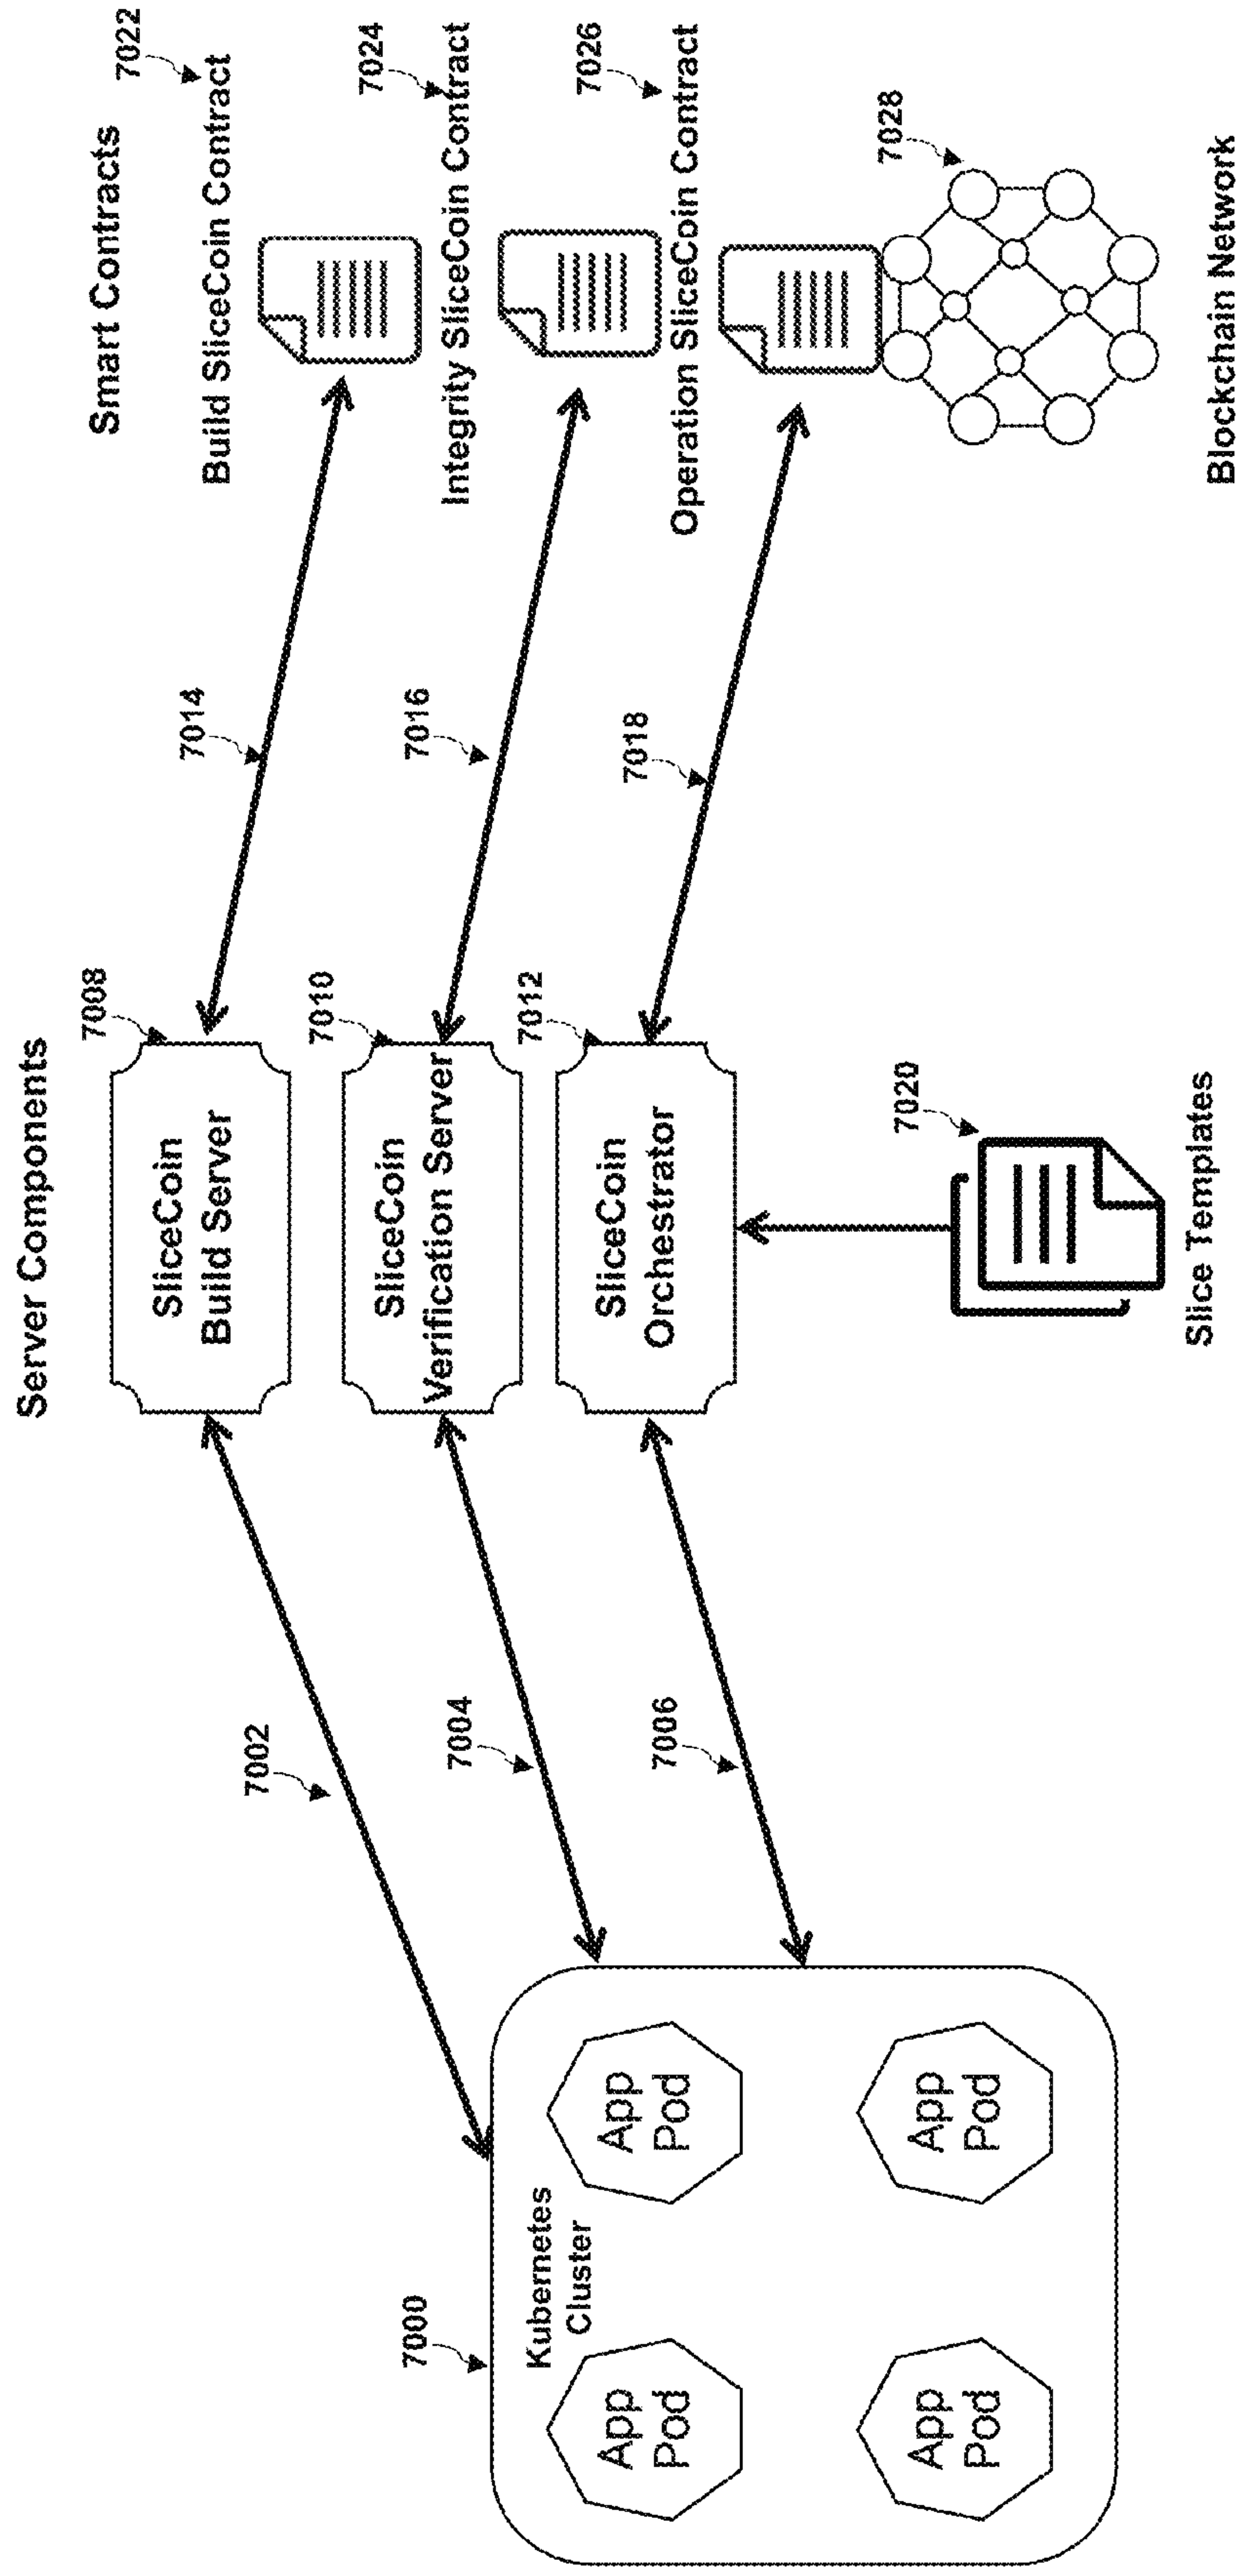 Server Components
Smart Contracts
7022
Build SliceCoin Contract
7008
SliceCoin
Build Server
7014
7002
7024
Integrity SliceCoin Contract
7010
SliceCoin
Verification Server
7016
7004
7026
Operation SliceCoin Contract
7012
SliceCoin
Orchestrator
7018
7006
7028
Blockchain Network
7020
Slice Templates
7000
Kubernetes
Cluster
App
Pod
App
Pod
App
Pod
App
Pod